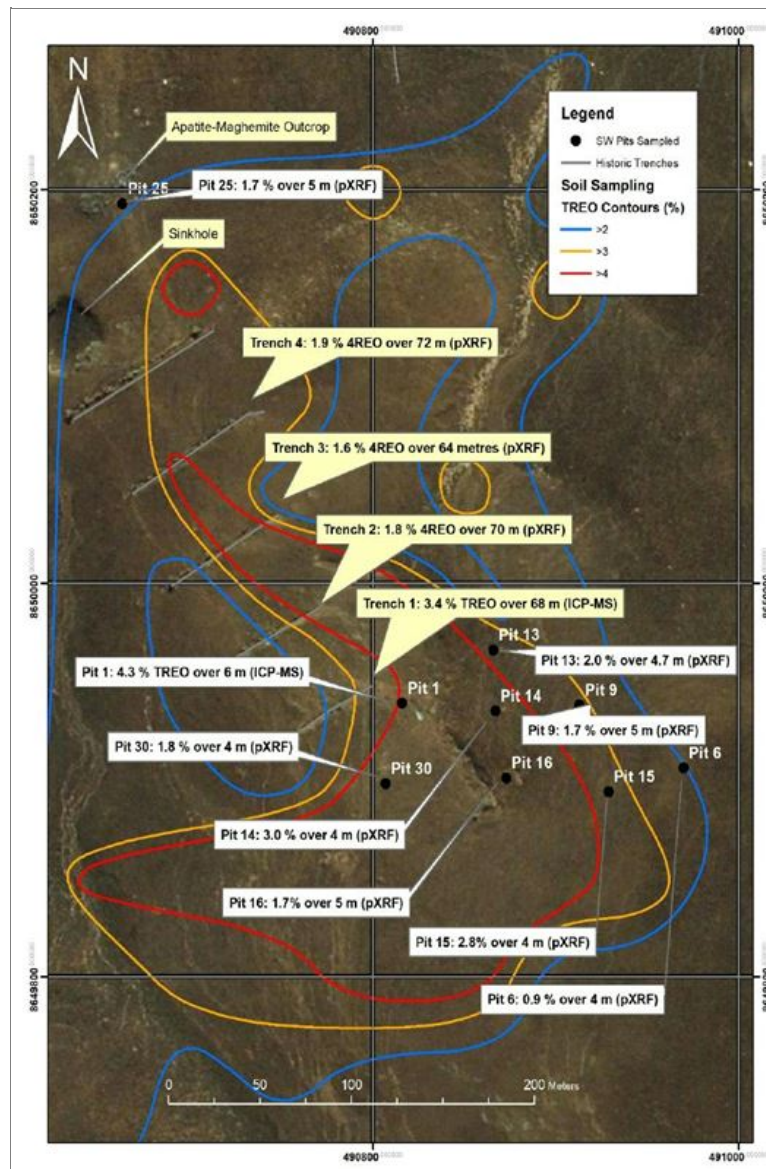 490800
491000
N
Apatite-Maghemite Outcrop
Legend
SW Pits Sampled
Historic Trenches
Soil Sampling
TREO Contours (%)
>2
>3
>4
8650200
8650200
Pit 25
Pit 25: 1.7 % over 5 m (pXRF)
Sinkhole
Trench 4: 1.9 % 4REO over 72 m (pXRF)
Trench 3: 1.6 % 4REO over 64 metres (pXRF)
Trench 2: 1.8 % 4REO over 70 m (pXRF)
8650000
8650000
Trench 1: 3.4 % TREO over 68 m (ICP-MS)
Pit 13
Pit 1: 4.3 % TREO over 6 m (ICP-MS)
Pit 13: 2.0 % over 4.7 m (pXRF)
Pit 1
Pit 14
Pit 9
Pit 9: 1.7 % over 5 m (pXRF)
Pit 30: 1.8 % over 4 m (pXRF)
Pit 6
Pit 30
Pit 16
Pit 15
Pit 14: 3.0 % over 4 m (pXRF)
Pit 16: 1.7% over 5 m (pXRF)
Pit 15: 2.8% over 4 m (pXRF)
Pit 6: 0.9 % over 4 m (pXRF)
8649800
8649800
0 50 100 200 Meters
490800
491000